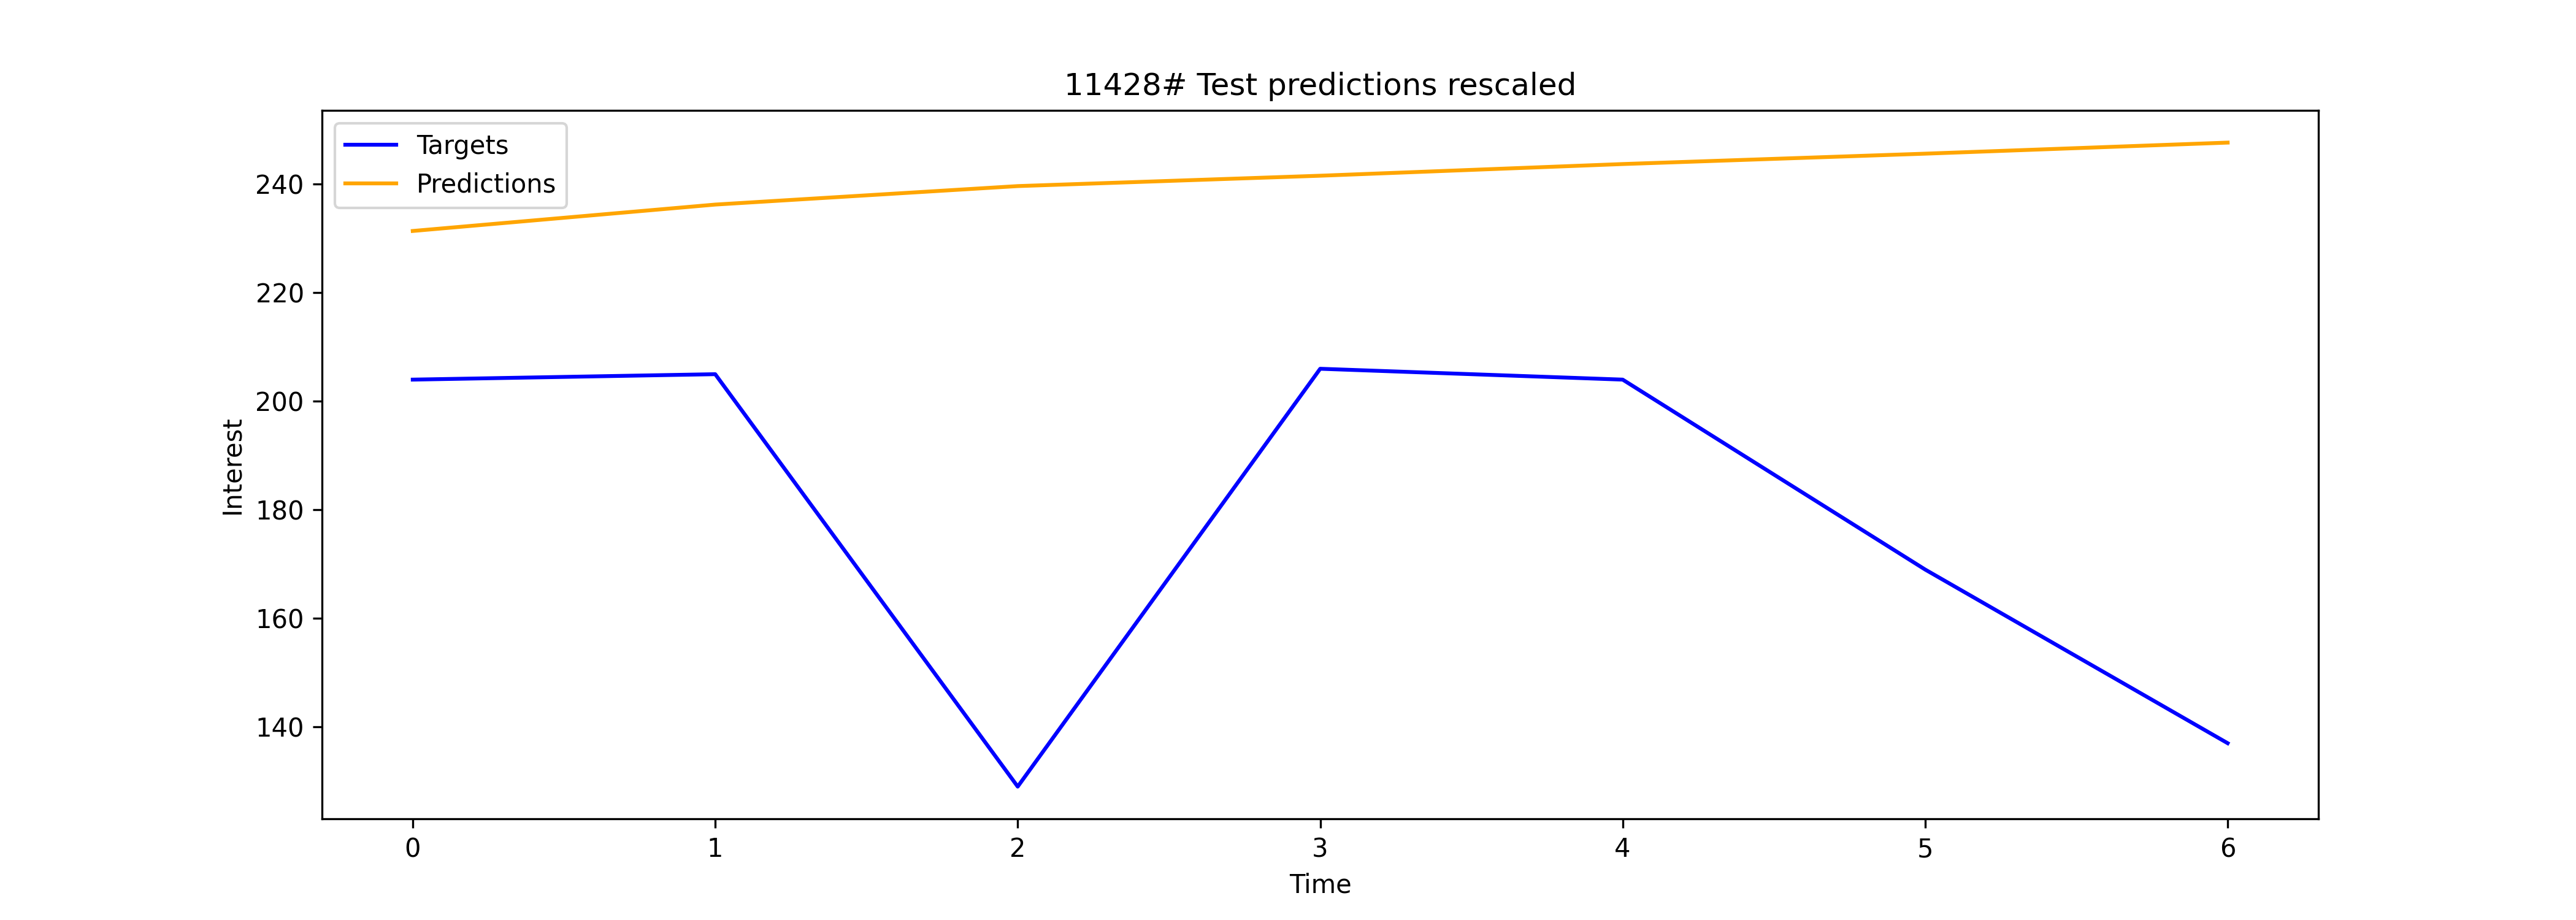 11428# Test predictions rescaled
Targets
Predictions
240
220
200
180
160
140
Interest
0 1 2 3 4 5 6
Time